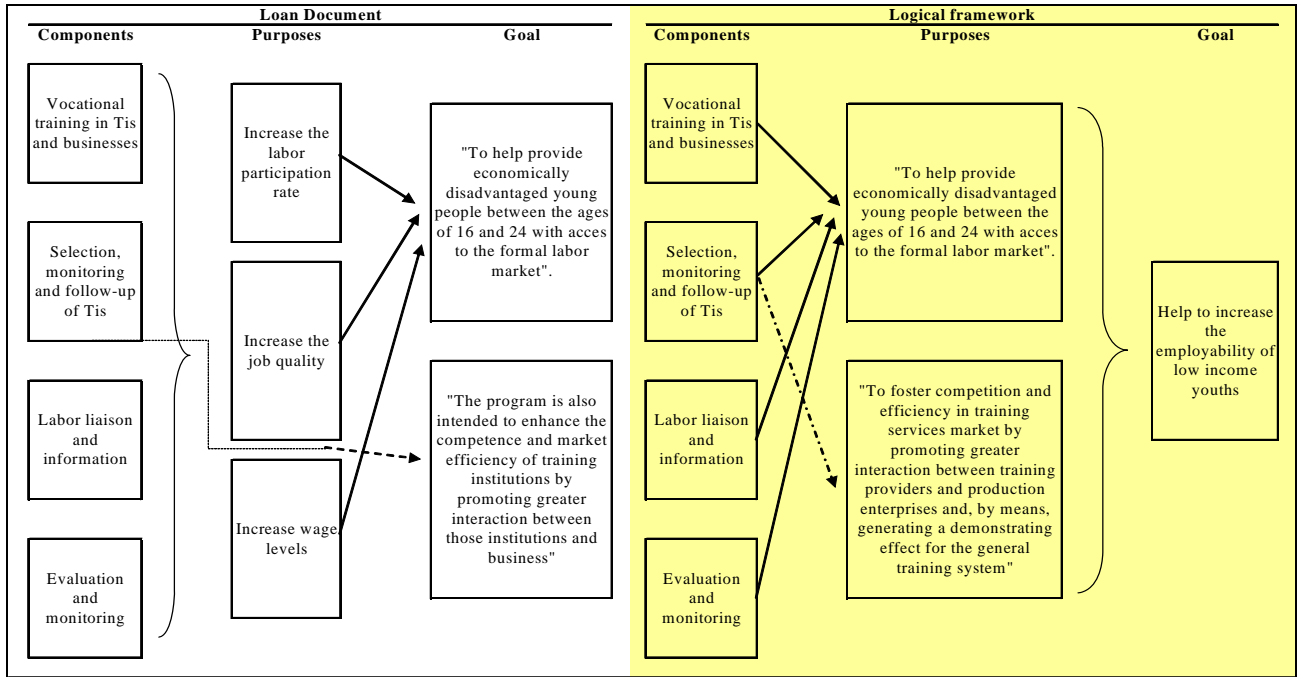 Loan Document
Components
Purposes
Goal
Vocational
training in Tis
and businesses
Selection,
monitoring
and follow-up
of Tis
Labor liaison
and
information
Evaluation
and
monitoring
Increase the
labor
participation
rate
Increase the
job quality
Increase wage
levels
"To help provide
economically
disadvantaged young
people between the ages
of 16 and 24 with acces
to the formal labor
market".
"The program is also
intended to enhance the
competence and market
efficiency of training
institutions by
promoting greater
interaction between
those institutions and
business"
Logical framework
Components
Purposes
Goal
Vocational
training in Tis
and businesses
Selection,
monitoring
and follow-up
of Tis
Labor liaison
and
information
Evaluation
and
monitoring
"To help provide
economically disadvantaged
young people between the
ages of 16 and 24 with acces
to the formal labor market".
"To foster competition and
efficiency in training
services market by
promoting greater
interaction between training
providers and production
enterprises and, by means,
generating a demonstrating
effect for the general
training system"
Help to increase
the
employability of
low income
youths